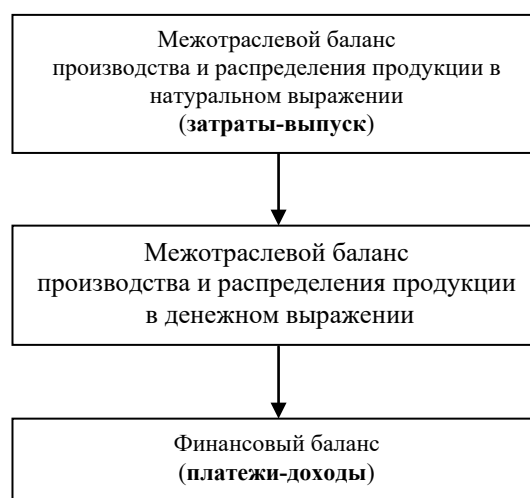 Межотраслевой баланс
производства и распределения продукции в
натуральном выражении
(затраты-выпуск)
Межотраслевой баланс
производства и распределения продукции
в денежном выражении
Финансовый баланс
(платежи-доходы)